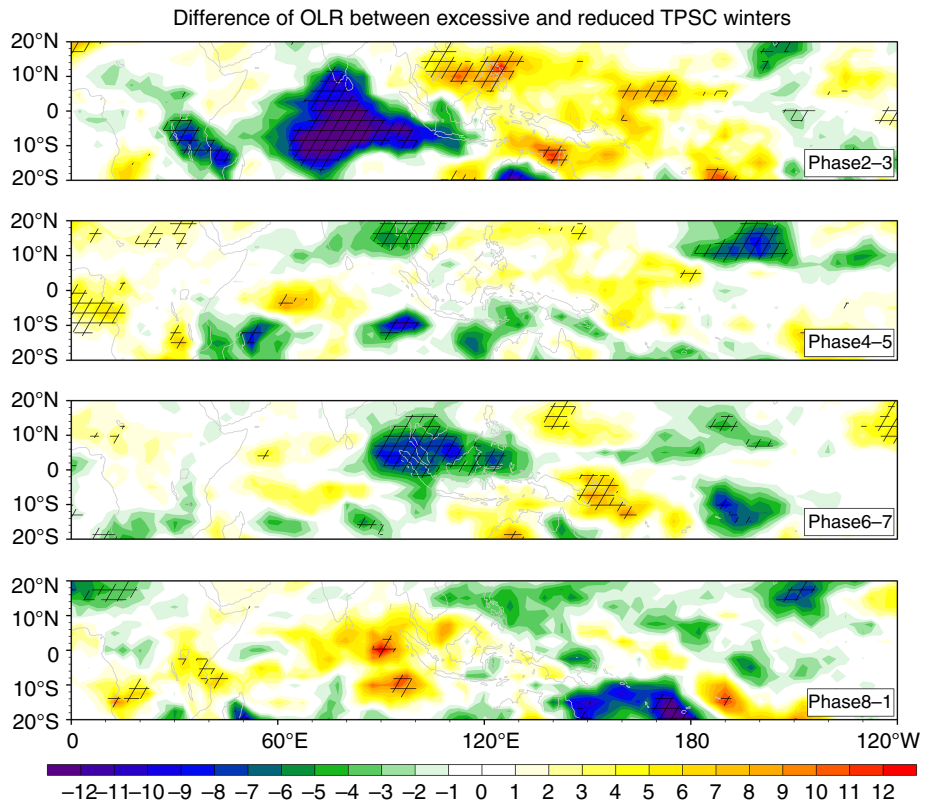 Difference of OLR between excessive and reduced TPSC winters
20°N
10°N
0
10°S
20°S
Phase2–3
20°N
10°N
0
10°S
20°S
Phase4–5
20°N
10°N
0
10°S
20°S
Phase6–7
20°N
10°N
0
10°S
20°S
Phase8–1
0 60°E 120°E 180 120°W
–12 –11 –10 –9 –8 –7 –6 –5 –4 –3 –2 –1 0 1 2 3 4 5 6 7 8 9 10 11 12